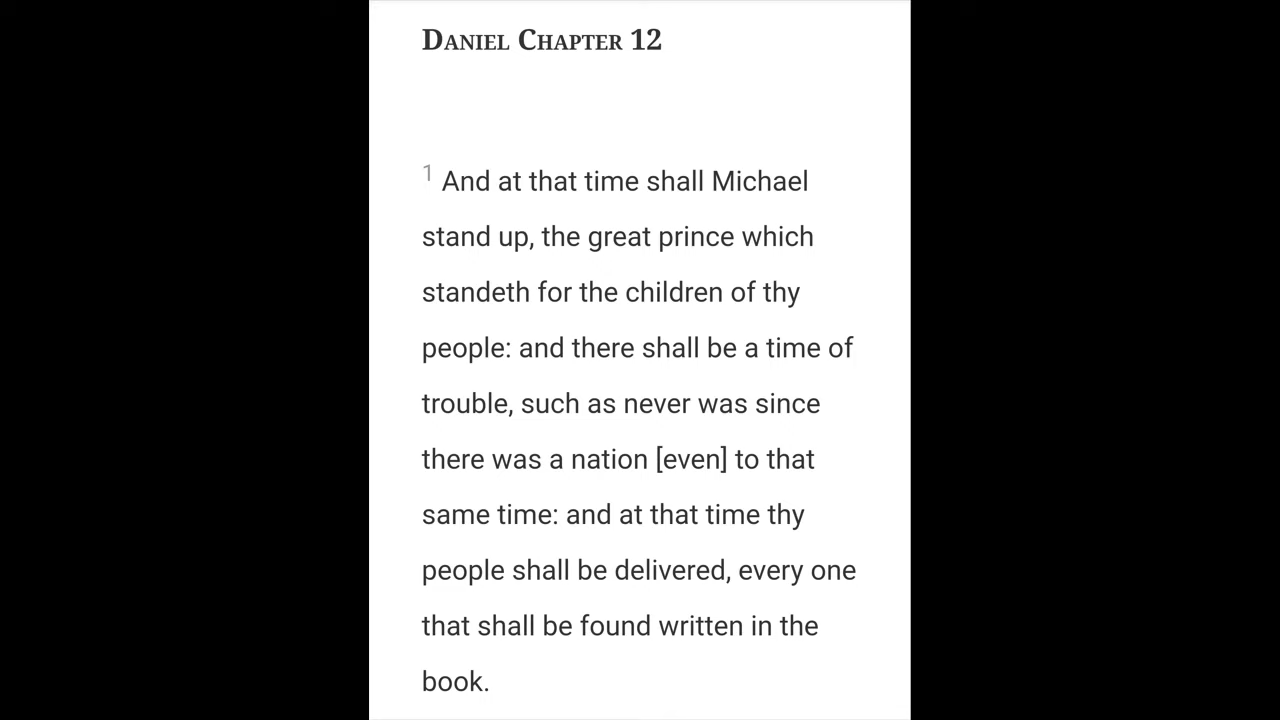 Daniel Chapter 12
1 And at that time shall Michael
stand up, the great prince which
standeth for the children of thy
people: and there shall be a time of
trouble, such as never was since
there was a nation [even] to that
same time: and at that time thy
people shall be delivered, every one
that shall be found written in the
book.